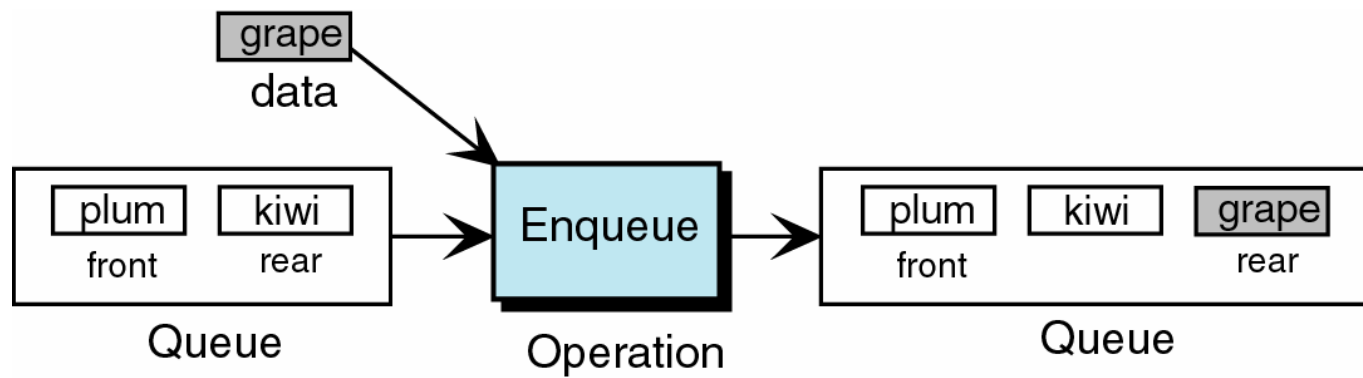 grape
data
plum
kiwi
front
rear
Queue
Enqueue
Operation
plum
kiwi
grape
front
rear
Queue